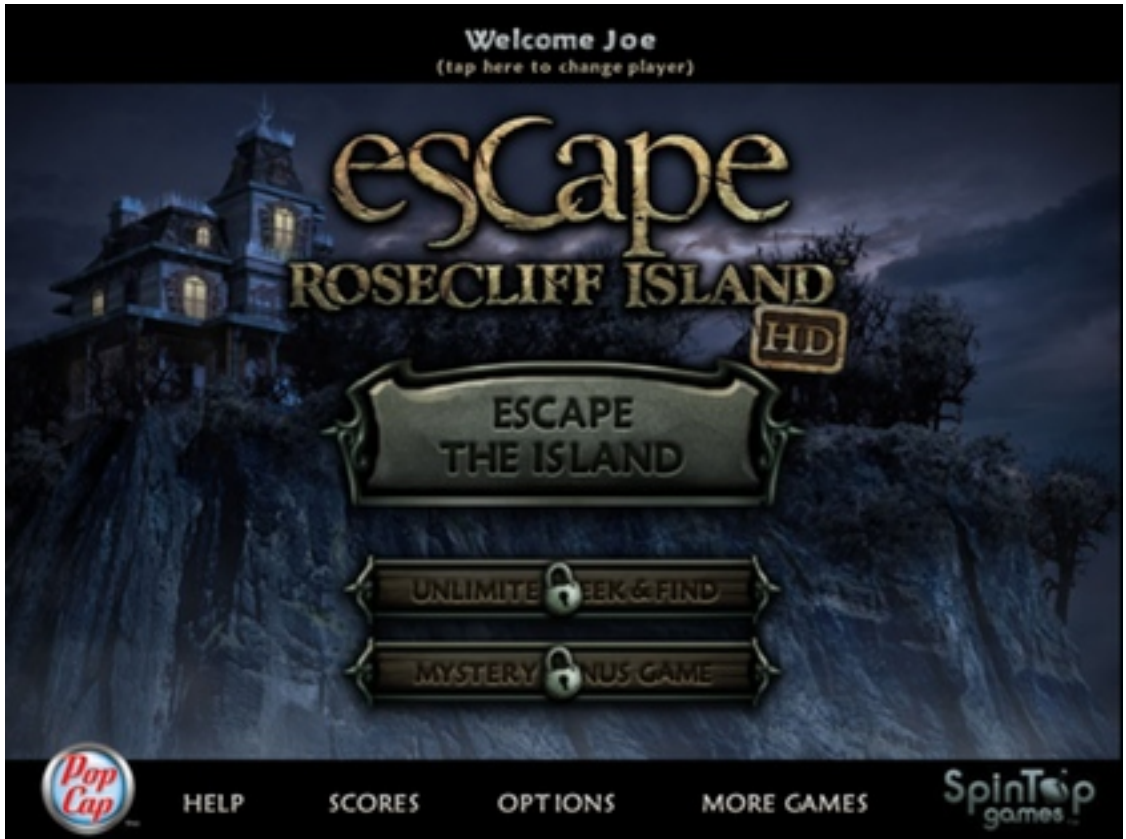 Welcome Joe
(tap here to change player)
escape
ROSECLIFF ISLAND
HD
ESCAPE
THE ISLAND
UNLIMITE EEK & FIND
MYSTERY NUS GAME
Pop
Cap
HELP
SCORES
OPTIONS
MORE GAMES
SpinTop
games